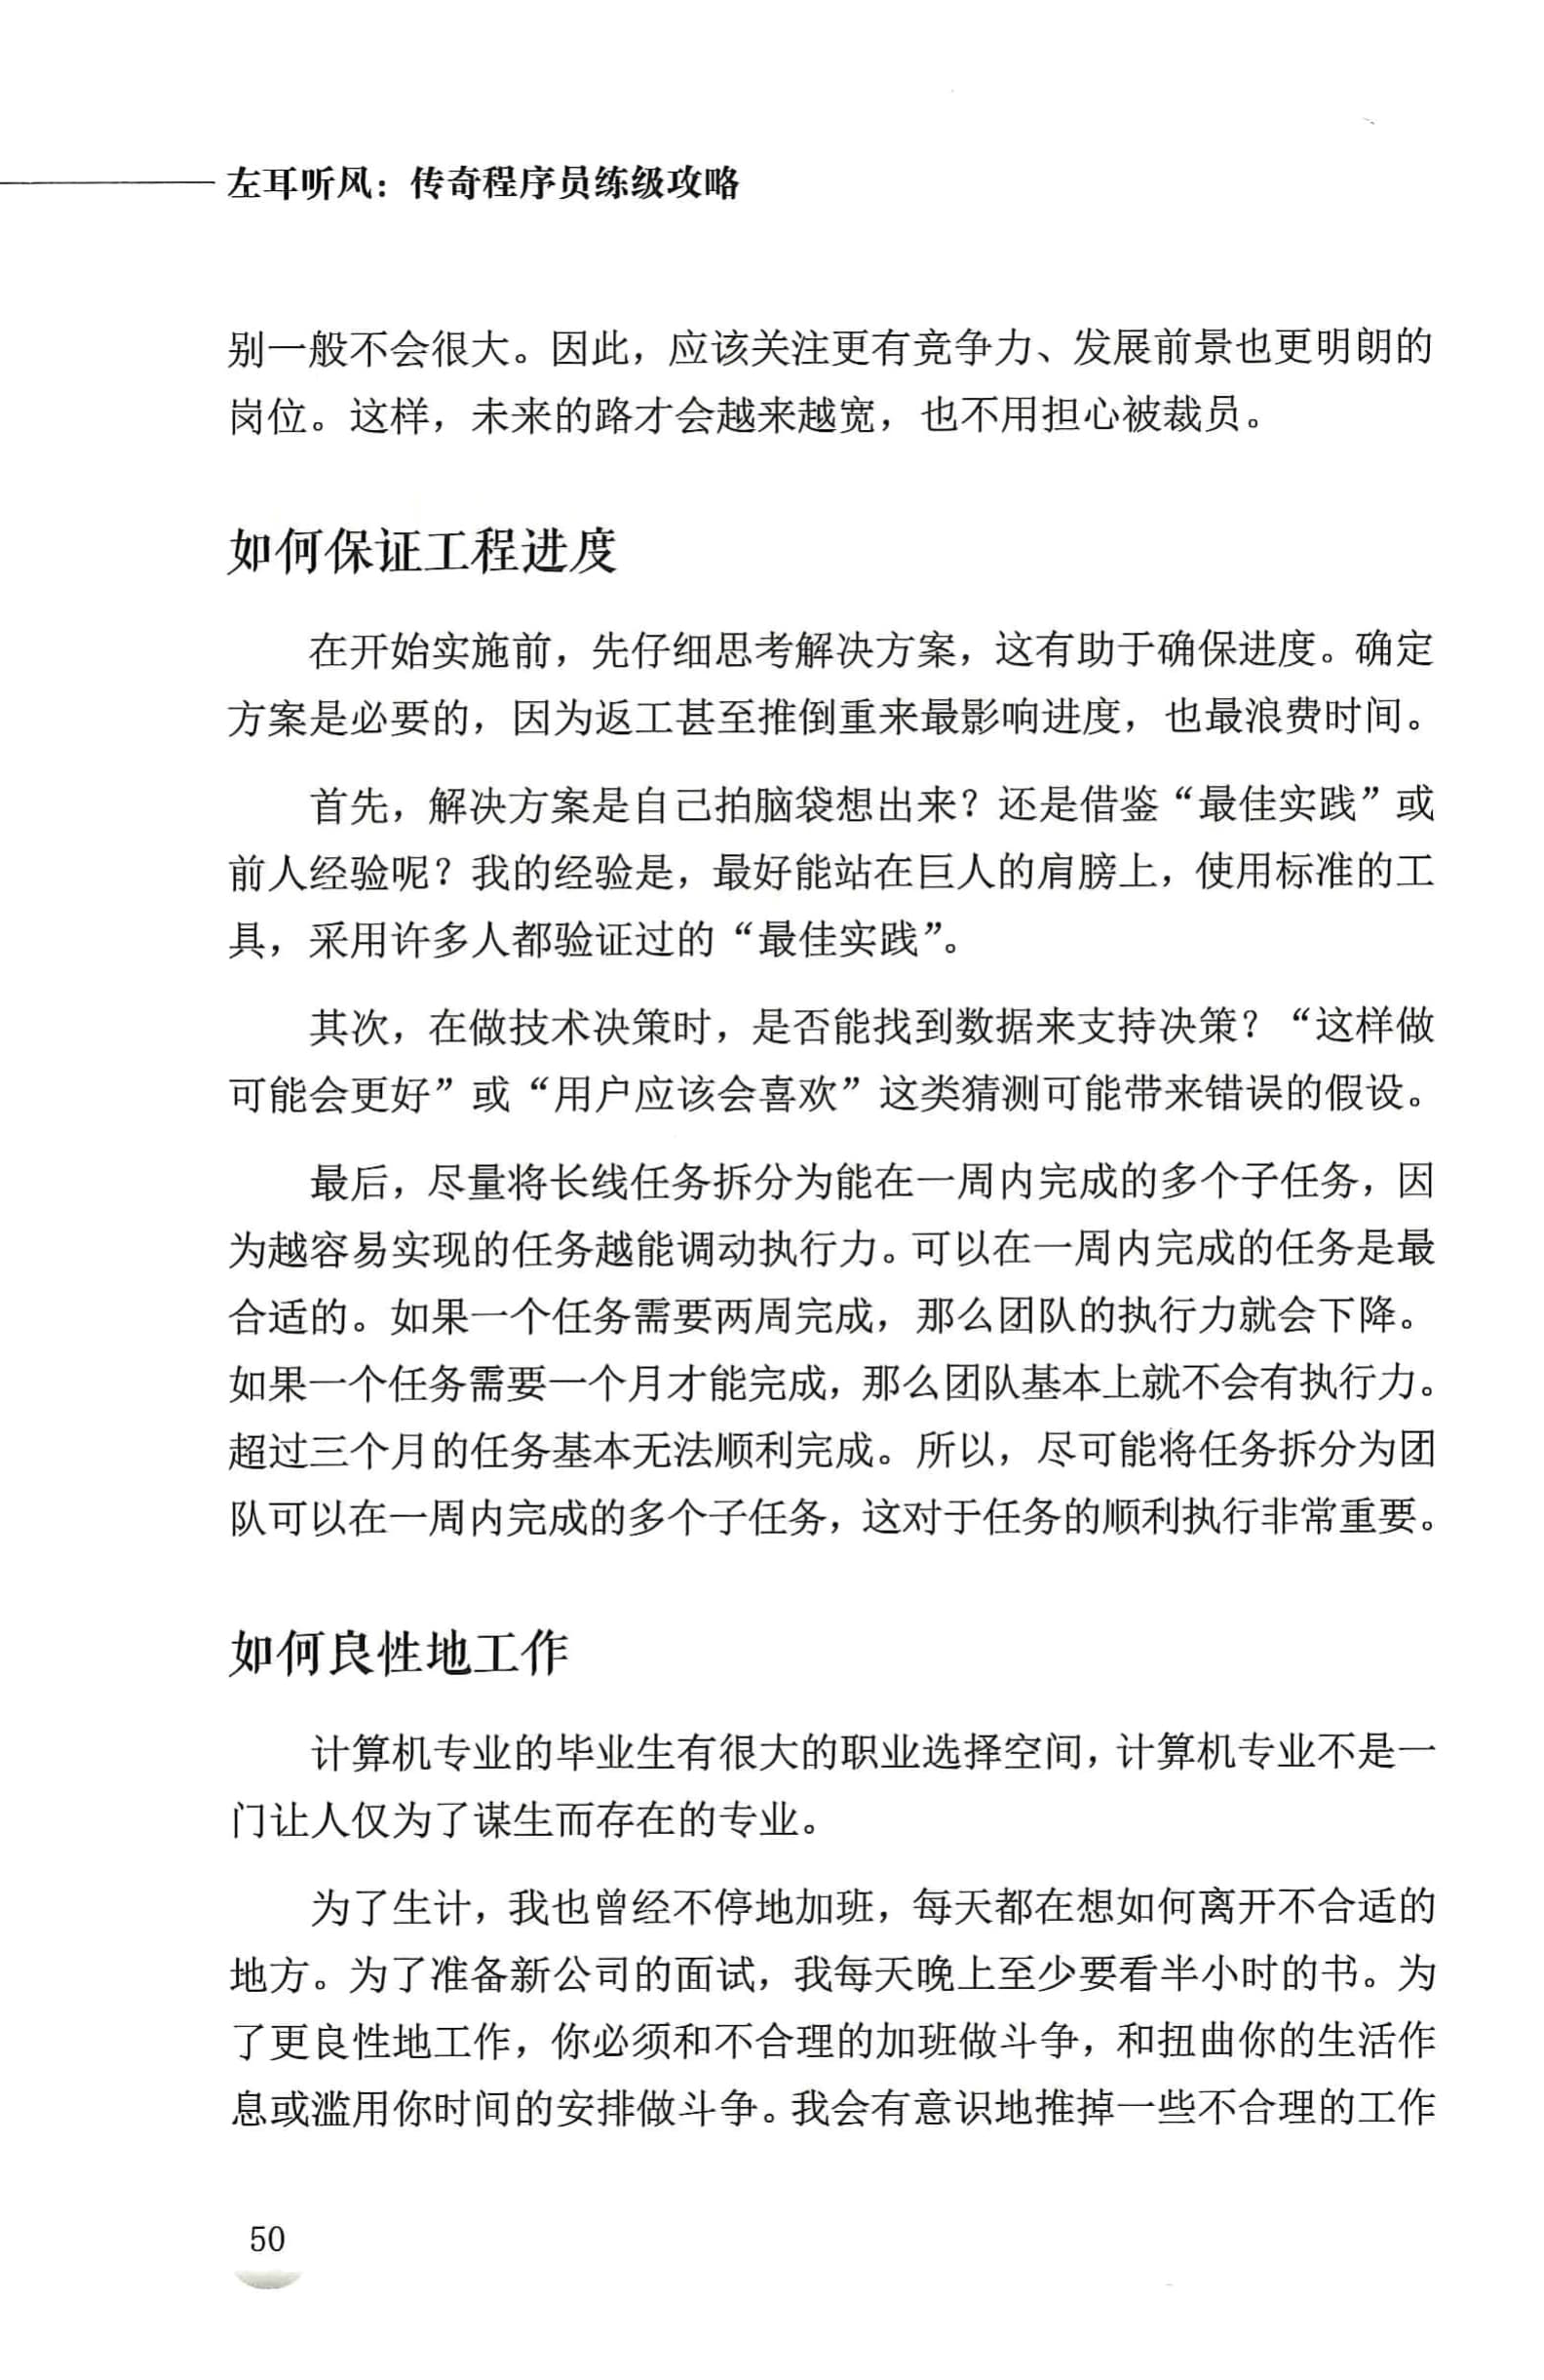 左耳听风：传奇程序员练级攻略
别一般不会很大。因此，应该关注更有竞争力、发展前景也更明朗的
岗位。这样，未来的路才会越来越宽，也不用担心被裁员。
如何保证工程进度
在开始实施前，先仔细思考解决方案，这有助于确保进度。确定
方案是必要的，因为返工甚至推倒重来最影响进度，也最浪费时间。
首先，解决方案是自己拍脑袋想出来？还是借鉴“最佳实践”或
前人经验呢？我的经验是，最好能站在巨人的肩膀上，使用标准的工
具，采用许多人都验证过的“最佳实践”。
其次，在做技术决策时，是否能找到数据来支持决策？“这样做
可能会更好”或“用户应该会喜欢”这类猜测可能带来错误的假设。
最后，尽量将长线任务拆分为能在一周内完成的多个子任务，因
为越容易实现的任务越能调动执行力。可以在一周内完成的任务是最
合适的。如果一个任务需要两周完成，那么团队的执行力就会下降。
如果一个任务需要一个月才能完成，那么团队基本上就不会有执行力。
超过三个月的任务基本无法顺利完成。所以，尽可能将任务拆分为团
队可以在一周内完成的多个子任务，这对于任务的顺利执行非常重要。
如何良性地工作
计算机专业的毕业生有很大的职业选择空间，计算机专业不是一
门让人仅为了谋生而存在的专业。
为了生计，我也曾经不停地加班，每天都在想如何离开不合适的
地方。为了准备新公司的面试，我每天晚上至少要看半小时的书。为
了更良性地工作，你必须和不合理的加班做斗争，和扭曲你的生活作
息或滥用你时间的安排做斗争。我会有意识地推掉一些不合理的工作
50